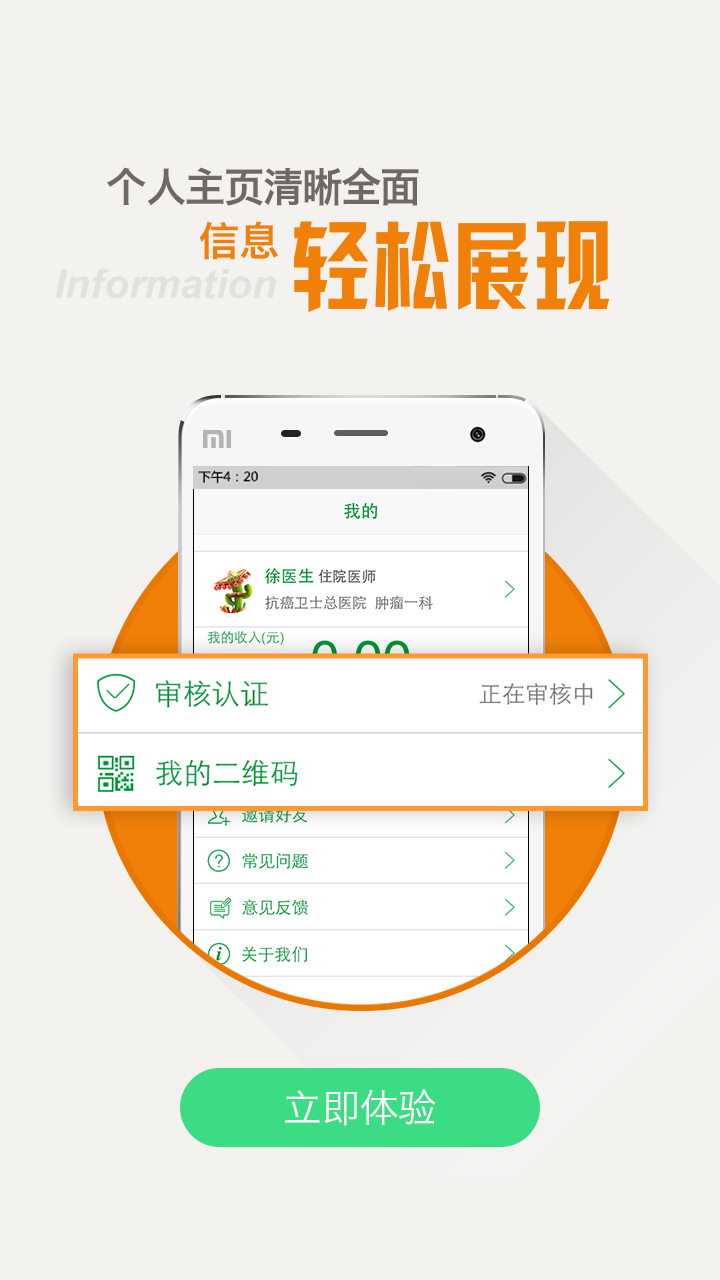 个人主页清晰全面
信息 轻松展现
Information
mi
下午4：20
我的
徐医生 住院医师
抗癌卫士总医院 肿瘤一科
我的收入(元)
审核认证 正在审核中
我的二维码
邀请好友
常见问题
意见反馈
关于我们
立即体验